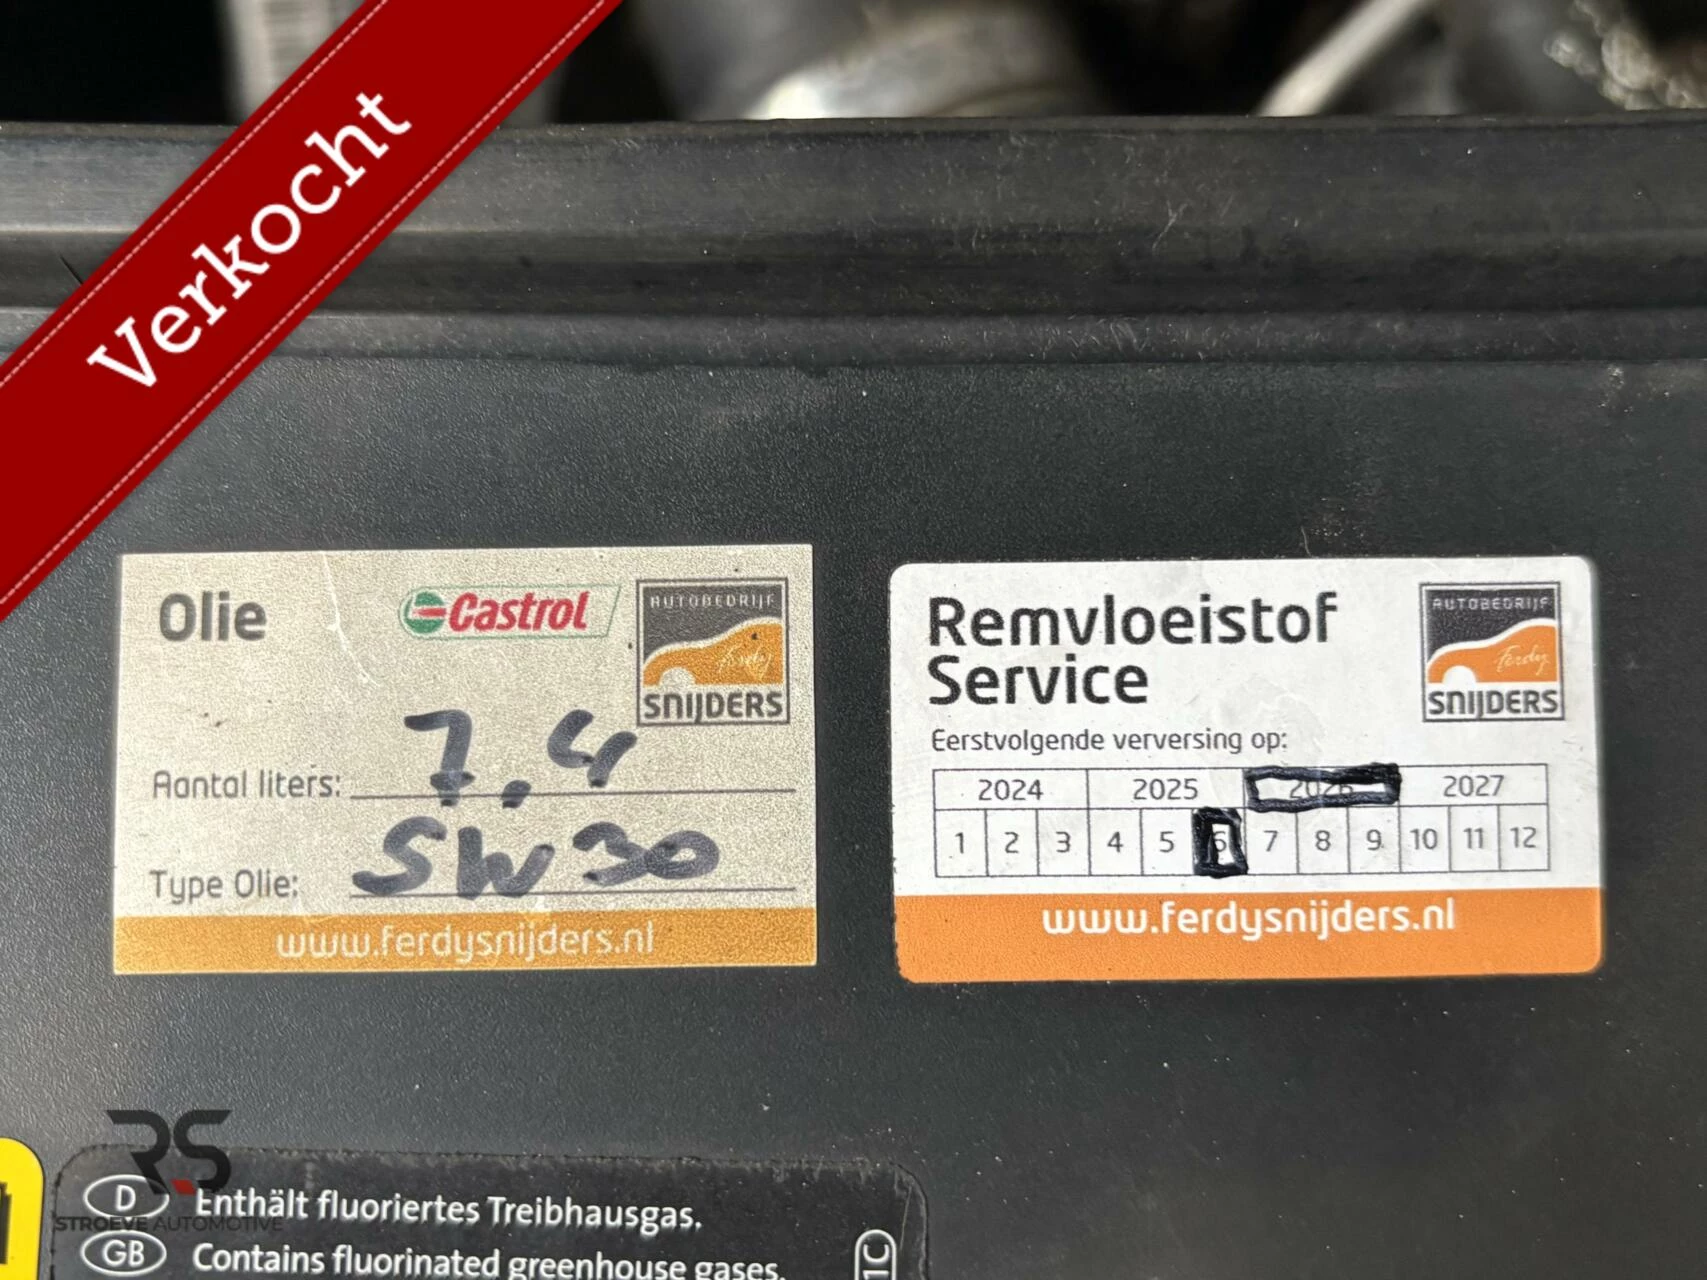 Verkocht
Olie
Castrol
AUTOBEDRIJF
Ferdy
SNIJDERS
Aantal liters: 7,4
Type Olie: 5W30
www.ferdysnijders.nl
Remvloeistof
Service
AUTOBEDRIJF
Ferdy
SNIJDERS
Eerstvolgende verversing op:
2024 2025 2026 2027
1 2 3 4 5 6 7 8 9 10 11 12
www.ferdysnijders.nl
RS
STROEVE AUTOMOTIVE
D Enthält fluoriertes Treibhausgas.
GB Contains fluorinated greenhouse gases.